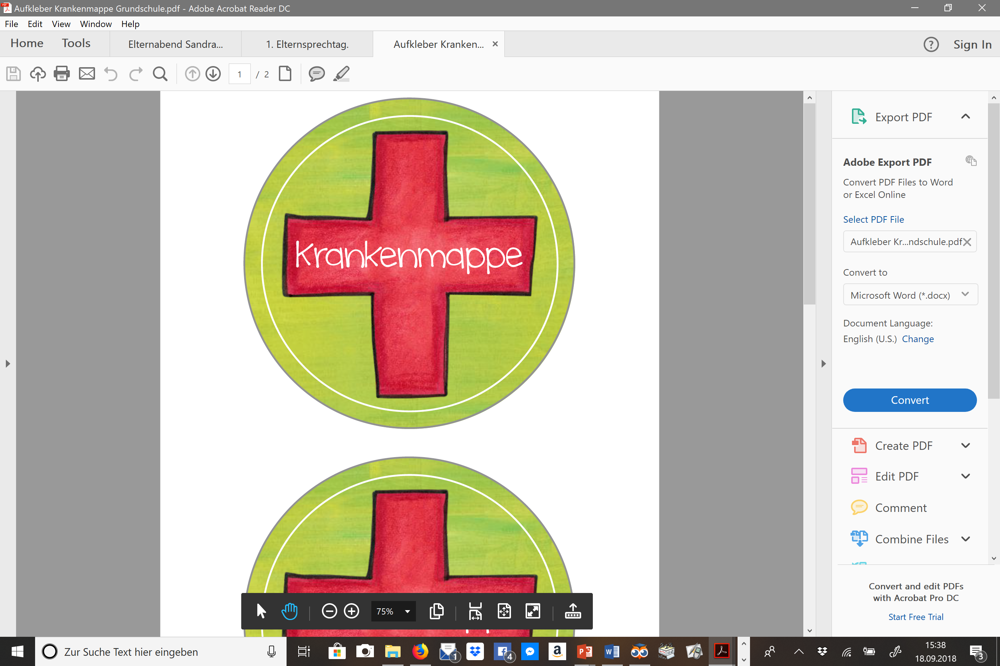 Aufkleber Krankenmappe Grundschule.pdf - Adobe Acrobat Reader DC
File Edit View Window Help
Home Tools Elternabend Sandra... 1. Elternsprechtag. Aufkleber Kranken... Sign In
1 / 2
Krankenmappe
Export PDF
Adobe Export PDF
Convert PDF Files to Word
or Excel Online
Select PDF File
Aufkleber Kr...ndschule.pdf
Convert to
Microsoft Word (*.docx)
Document Language:
English (U.S.) Change
Convert
Create PDF
Edit PDF
Comment
Combine Files
Convert and edit PDFs
with Acrobat Pro DC
Start Free Trial
75%
Zur Suche Text hier eingeben
1
4
15:38
18.09.2018
3